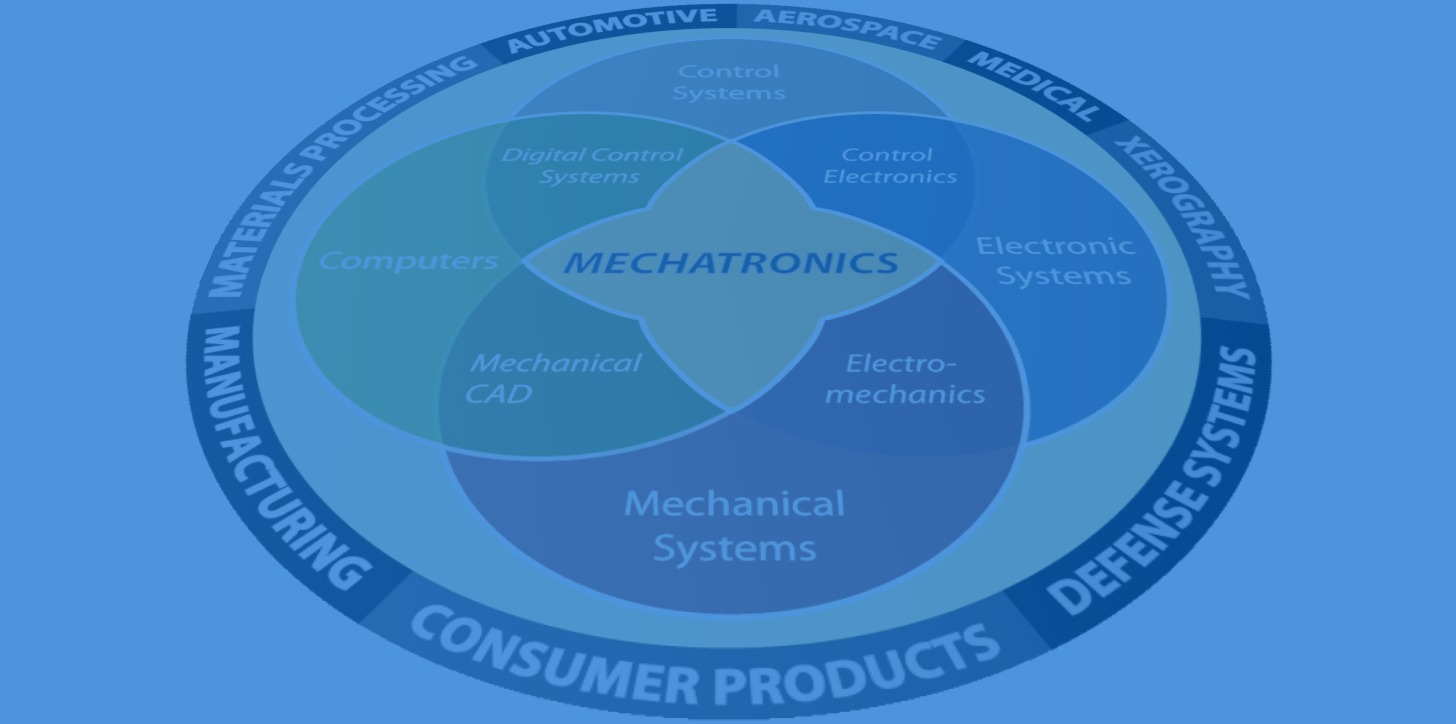 AUTOMOTIVE
AEROSPACE
MEDICAL
XEROGRAPHY
DEFENSE SYSTEMS
CONSUMER PRODUCTS
MANUFACTURING
MATERIALS PROCESSING
Control
Systems
Digital Control
Systems
Control
Electronics
Computers
MECHATRONICS
Electronic
Systems
Mechanical
CAD
Electro-
mechanics
Mechanical
Systems